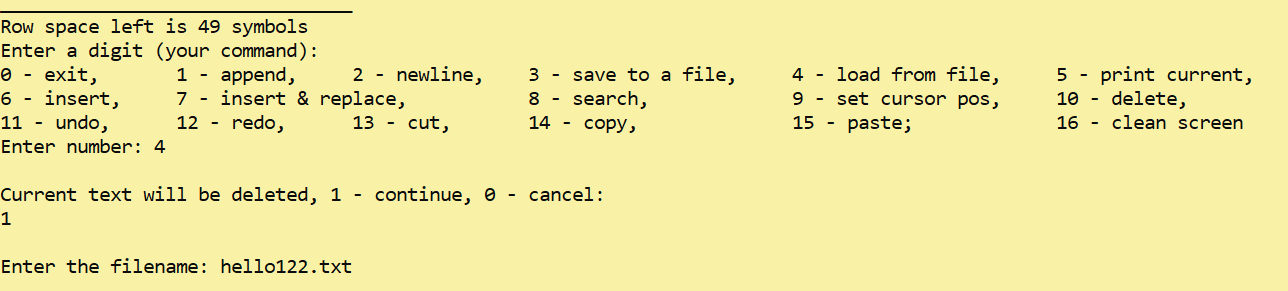 Row space left is 49 symbols
Enter a digit (your command):
0 - exit, 1 - append, 2 - newline, 3 - save to a file, 4 - load from file, 5 - print current,
6 - insert, 7 - insert & replace, 8 - search, 9 - set cursor pos, 10 - delete,
11 - undo, 12 - redo, 13 - cut, 14 - copy, 15 - paste; 16 - clean screen
Enter number: 4
Current text will be deleted, 1 - continue, 0 - cancel:
1
Enter the filename: hello122.txt